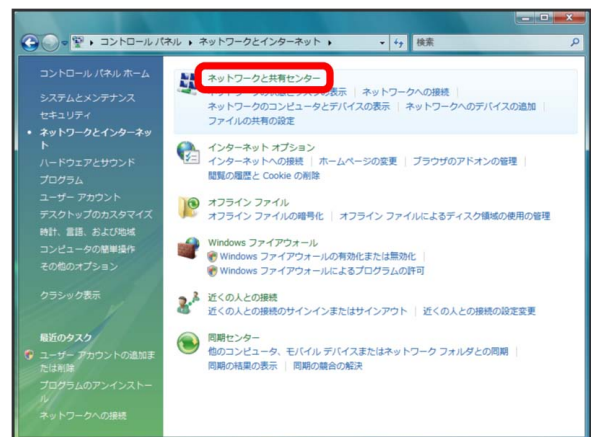 コントロール パネル ▸ ネットワークとインターネット ▸
検索
コントロール パネル ホーム
システムとメンテナンス
セキュリティ
• ネットワークとインターネッ
ト
ハードウェアとサウンド
プログラム
ユーザー アカウント
デスクトップのカスタマイズ
時計、言語、および地域
コンピュータの簡単操作
その他のオプション
クラシック表示
最近のタスク
ユーザー アカウントの追加ま
たは削除
プログラムのアンインストー
ル
ネットワークへの接続
ネットワークと共有センター
表示 | ネットワークへの接続
ネットワークのコンピュータとデバイスの表示 | ネットワークへのデバイスの追加
ファイルの共有の設定
インターネット オプション
インターネットへの接続 | ホームページの変更 | ブラウザのアドオンの管理
閲覧の履歴と Cookie の削除
オフライン ファイル
オフライン ファイルの暗号化 | オフライン ファイルによるディスク領域の使用の管理
Windows ファイアウォール
Windows ファイアウォールの有効化または無効化
Windows ファイアウォールによるプログラムの許可
近くの人との接続
近くの人との接続のサインインまたはサインアウト | 近くの人との接続の設定変更
同期センター
他のコンピュータ、モバイル デバイスまたはネットワーク フォルダとの同期
同期の結果の表示 | 同期の競合の解決